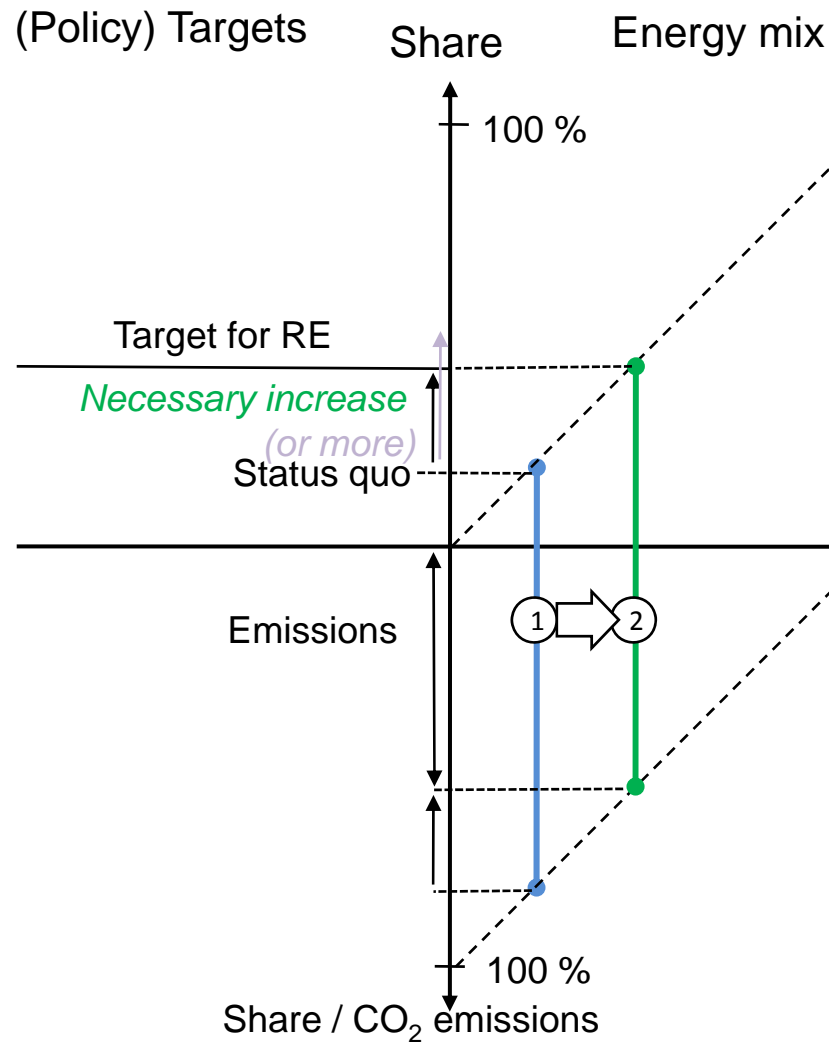 (Policy) Targets
Share
Energy mix
100 %
Target for RE
Necessary increase
(or more)
Status quo
1
2
Emissions
100 %
Share / CO₂ emissions